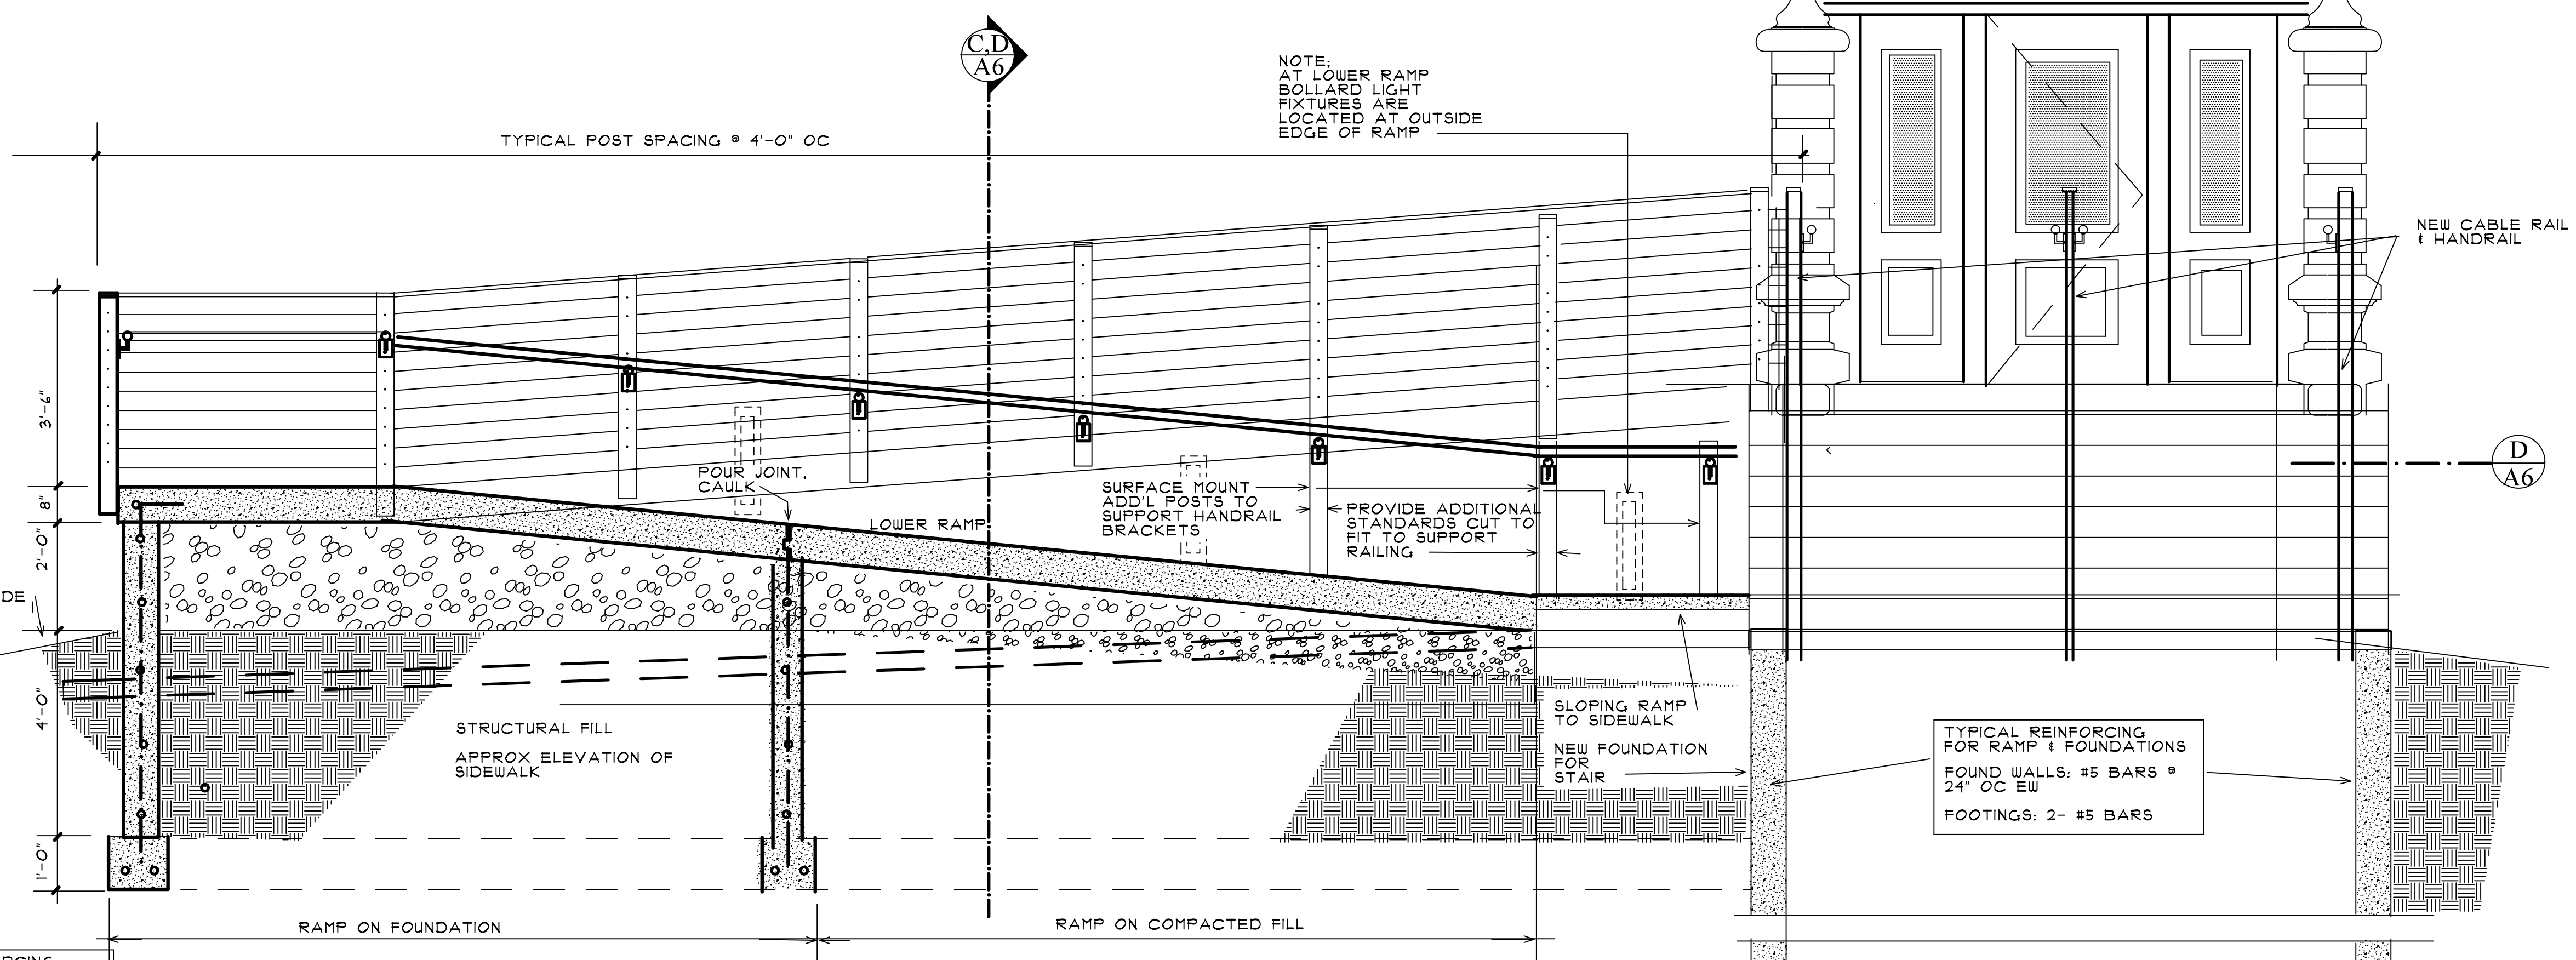 C,D
A6
NOTE:
AT LOWER RAMP
BOLLARD LIGHT
FIXTURES ARE
LOCATED AT OUTSIDE
EDGE OF RAMP
TYPICAL POST SPACING @ 4'-0" OC
NEW CABLE RAIL
& HANDRAIL
3'-6"
8"
2'-0"
4'-0"
1'-0"
DE
POUR JOINT,
CAULK
LOWER RAMP
SURFACE MOUNT
ADD'L POSTS TO
SUPPORT HANDRAIL
BRACKETS
PROVIDE ADDITIONAL
STANDARDS CUT TO
FIT TO SUPPORT
RAILING
D
A6
STRUCTURAL FILL
APPROX ELEVATION OF
SIDEWALK
SLOPING RAMP
TO SIDEWALK
NEW FOUNDATION
FOR
STAIR
TYPICAL REINFORCING
FOR RAMP & FOUNDATIONS
FOUND WALLS: #5 BARS @
24" OC EW
FOOTINGS: 2- #5 BARS
RAMP ON FOUNDATION
RAMP ON COMPACTED FILL